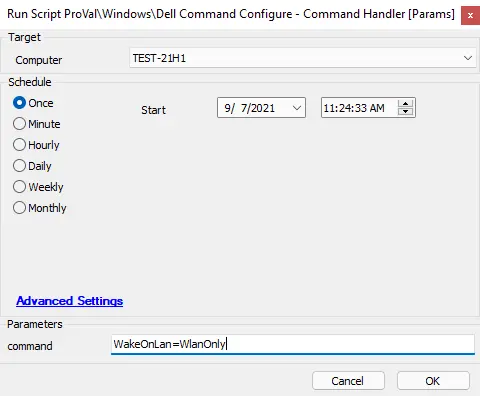 Run Script ProVal\Windows\Dell Command Configure - Command Handler [Params] x
Target
Computer TEST-21H1
Schedule
Once Start 9/ 7/2021 11:24:33 AM
Minute
Hourly
Daily
Weekly
Monthly
Advanced Settings
Parameters
command WakeOnLan=WlanOnly
Cancel OK